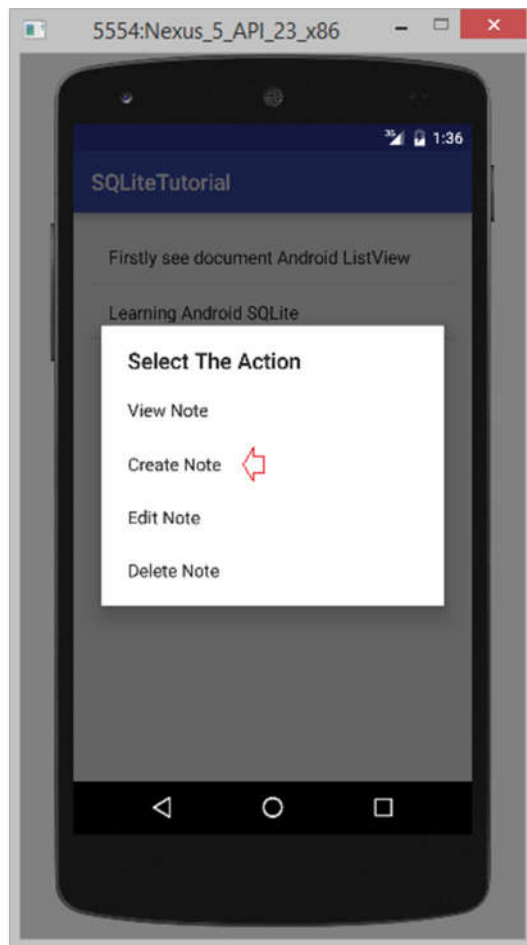 5554:Nexus_5_API_23_x86
3G 1:36
SQLiteTutorial
Firstly see document Android ListView
Learning Android SQLite
Select The Action
View Note
Create Note
Edit Note
Delete Note